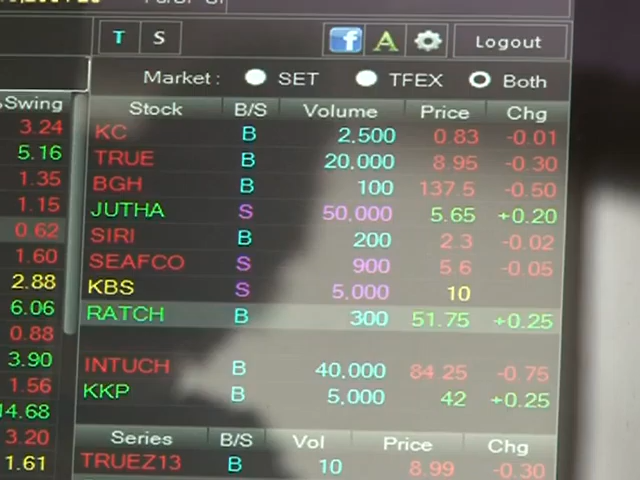 T S f A Logout
Market : SET TFEX Both
Swing Stock B/S Volume Price Chg
3.24 KC B 2,500 0.83 -0.01
5.16 TRUE B 20,000 8.95 -0.30
1.35 BGH B 100 137.5 -0.50
1.15 JUTHA S 50,000 5.65 +0.20
0.62 SIRI B 200 2.3 -0.02
1.60 SEAFCO S 900 5.6 -0.05
2.88 KBS S 5,000 10
6.06 RATCH B 300 51.75 +0.25
0.88
3.90 INTUCH B 40,000 84.25 -0.75
1.56 KKP B 5,000 42 +0.25
14.68 Series B/S Vol Price Chg
3.20 TRUEZ13 B 10 8.99 -0.30
1.61